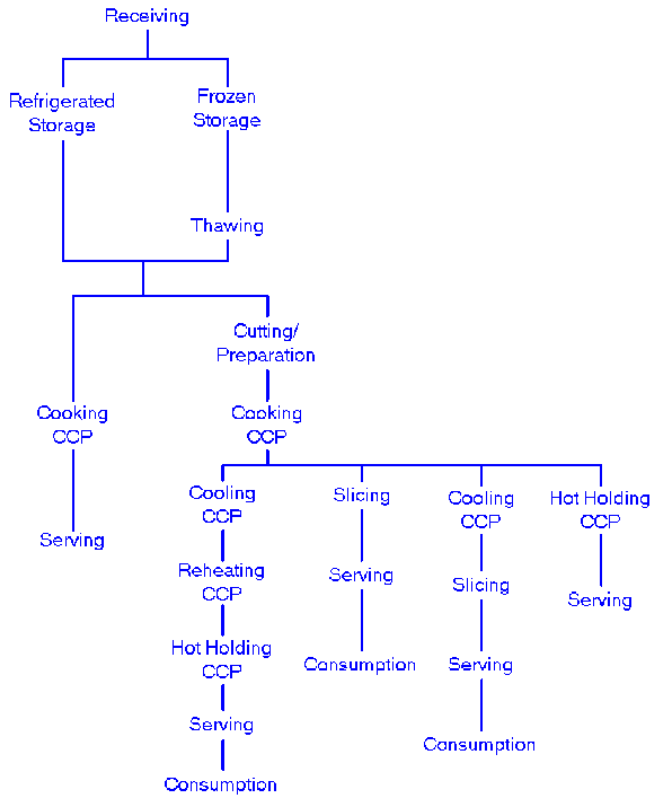 Receiving
Refrigerated
Storage
Frozen
Storage
Thawing
Cutting/
Preparation
Cooking
CCP
Cooking
CCP
Serving
Cooling
CCP
Slicing
Cooling
CCP
Hot Holding
CCP
Reheating
CCP
Serving
Slicing
Serving
Hot Holding
CCP
Consumption
Serving
Serving
Consumption
Consumption